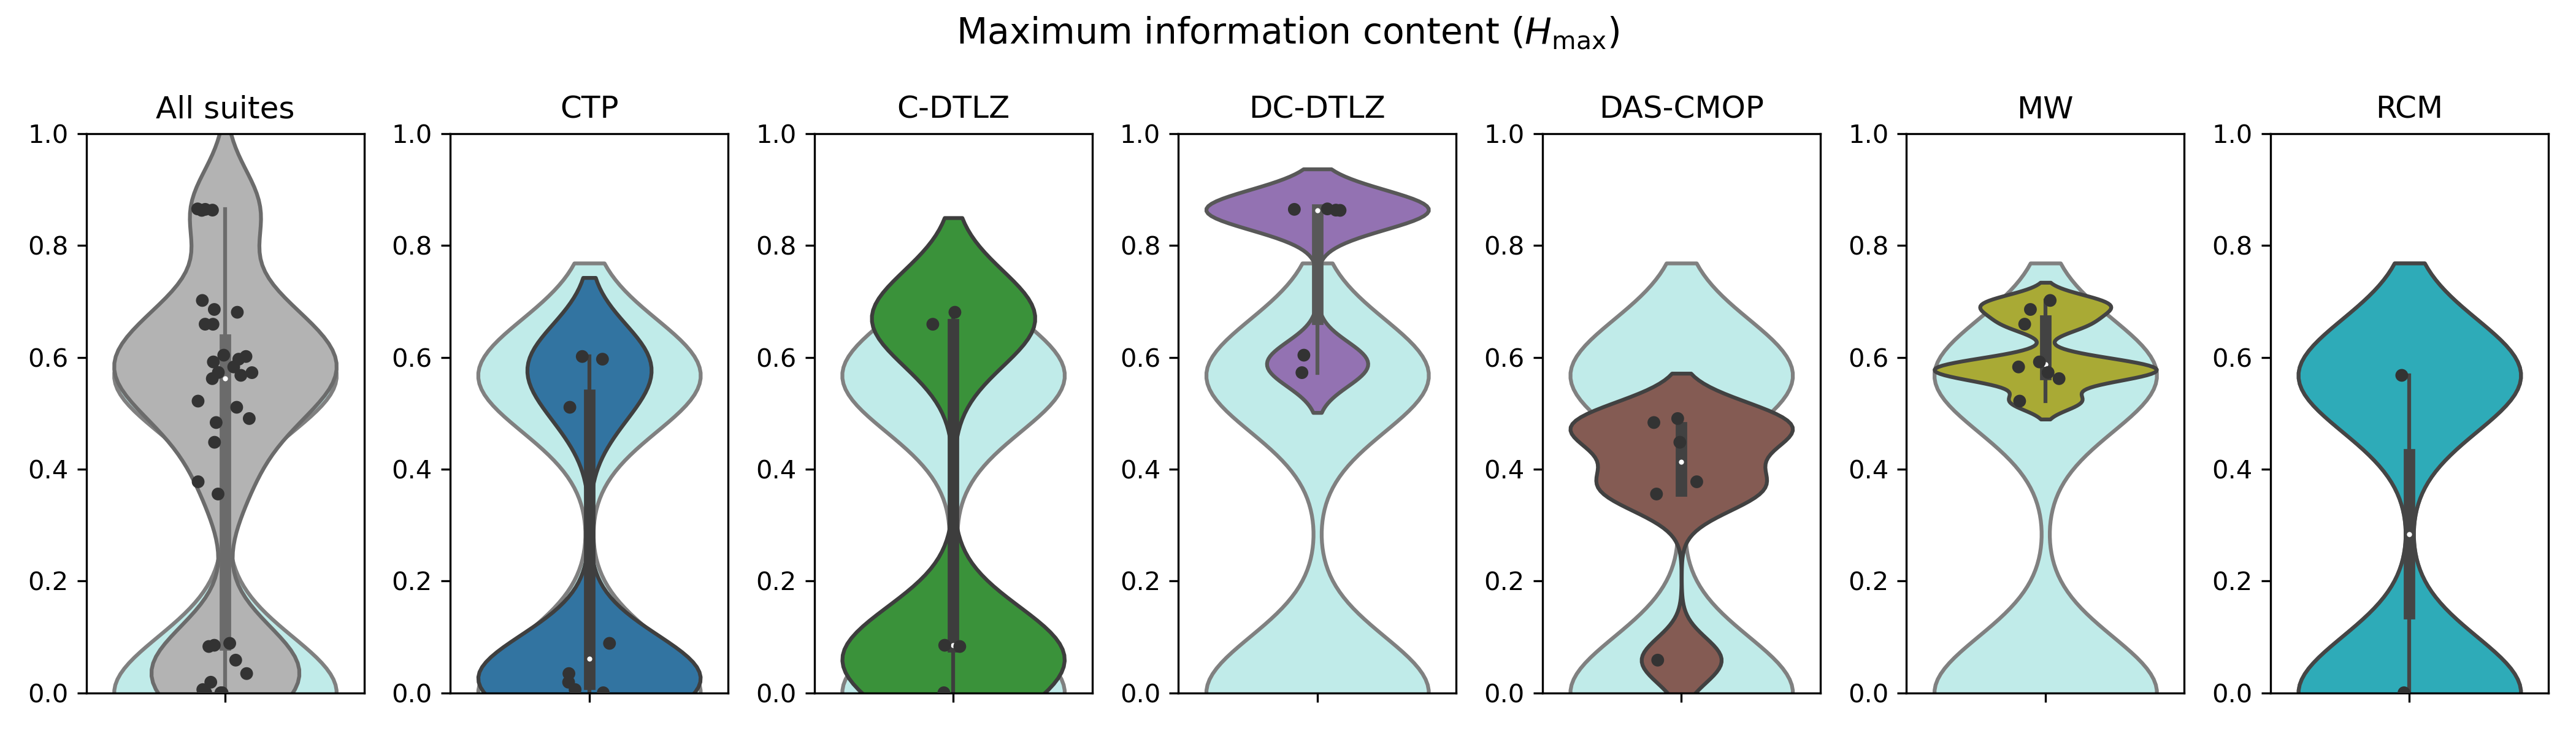 Maximum information content (H_max)
All suites CTP C-DTLZ DC-DTLZ DAS-CMOP MW RCM
1.0 1.0 1.0 1.0 1.0 1.0 1.0
0.8 0.8 0.8 0.8 0.8 0.8 0.8
0.6 0.6 0.6 0.6 0.6 0.6 0.6
0.4 0.4 0.4 0.4 0.4 0.4 0.4
0.2 0.2 0.2 0.2 0.2 0.2 0.2
0.0 0.0 0.0 0.0 0.0 0.0 0.0